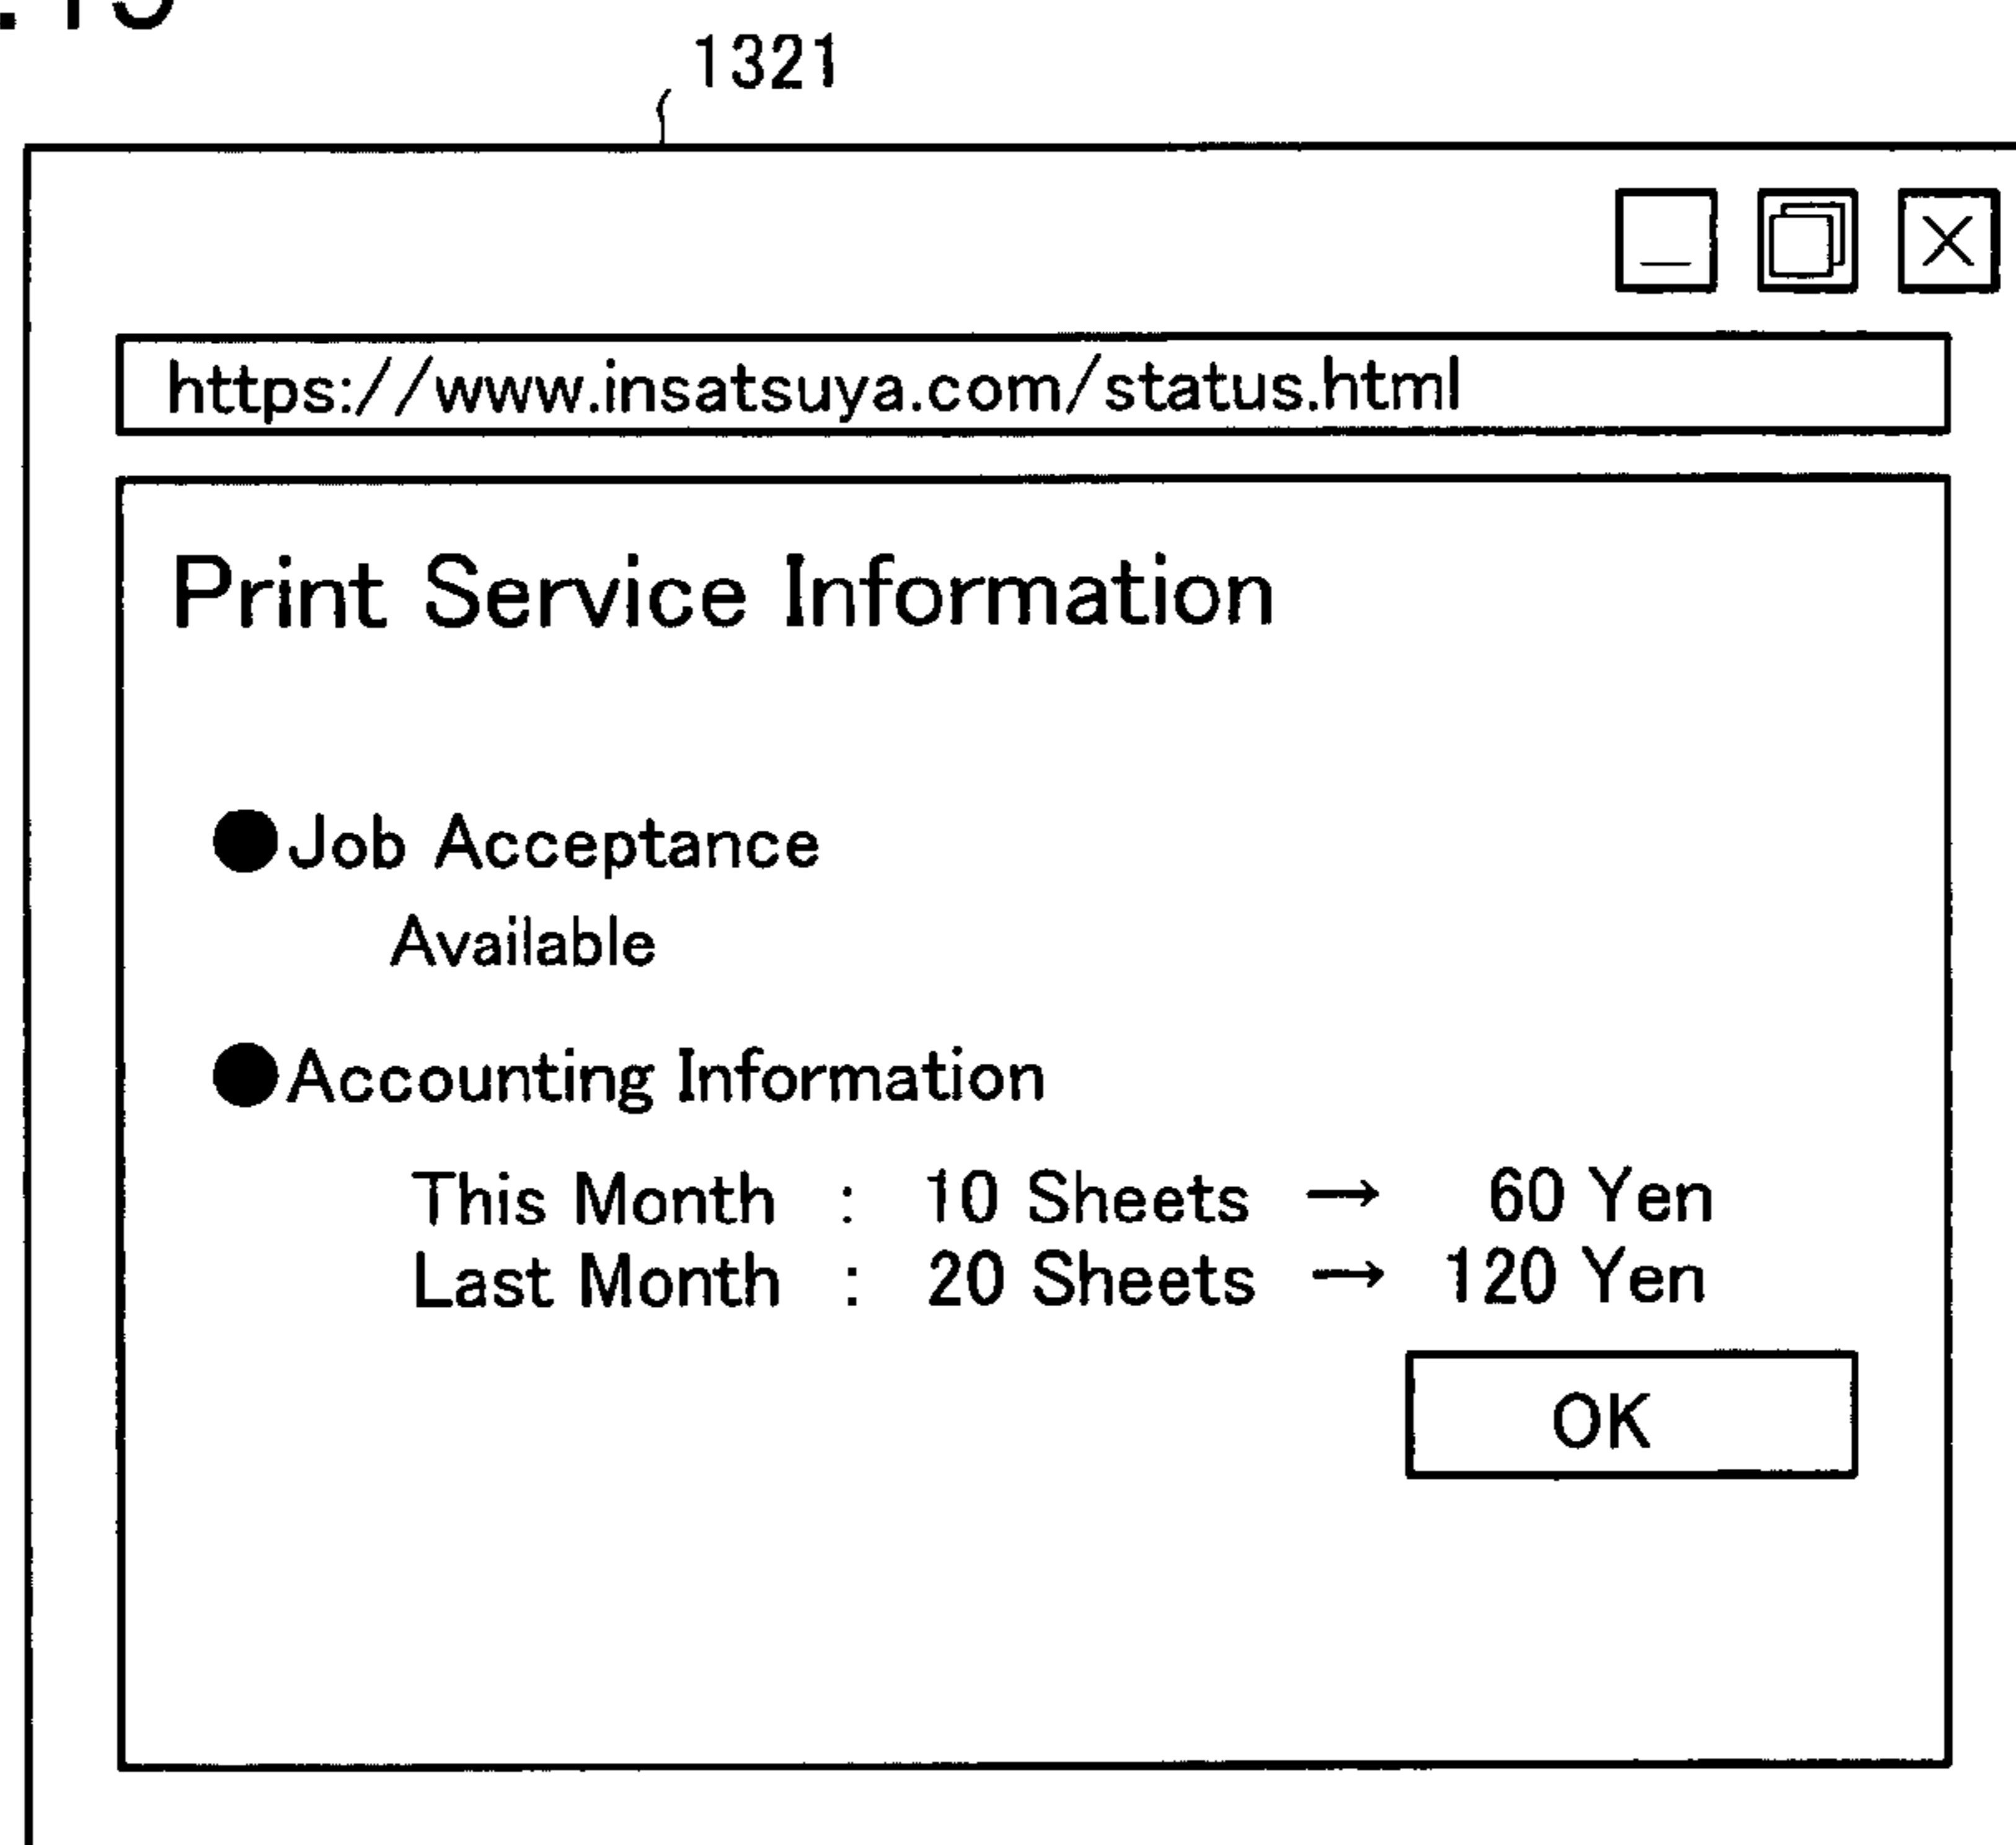 1321
https://www.insatsuya.com/status.html
Print Service Information
●Job Acceptance
Available
●Accounting Information
This Month : 10 Sheets → 60 Yen
Last Month : 20 Sheets → 120 Yen
OK